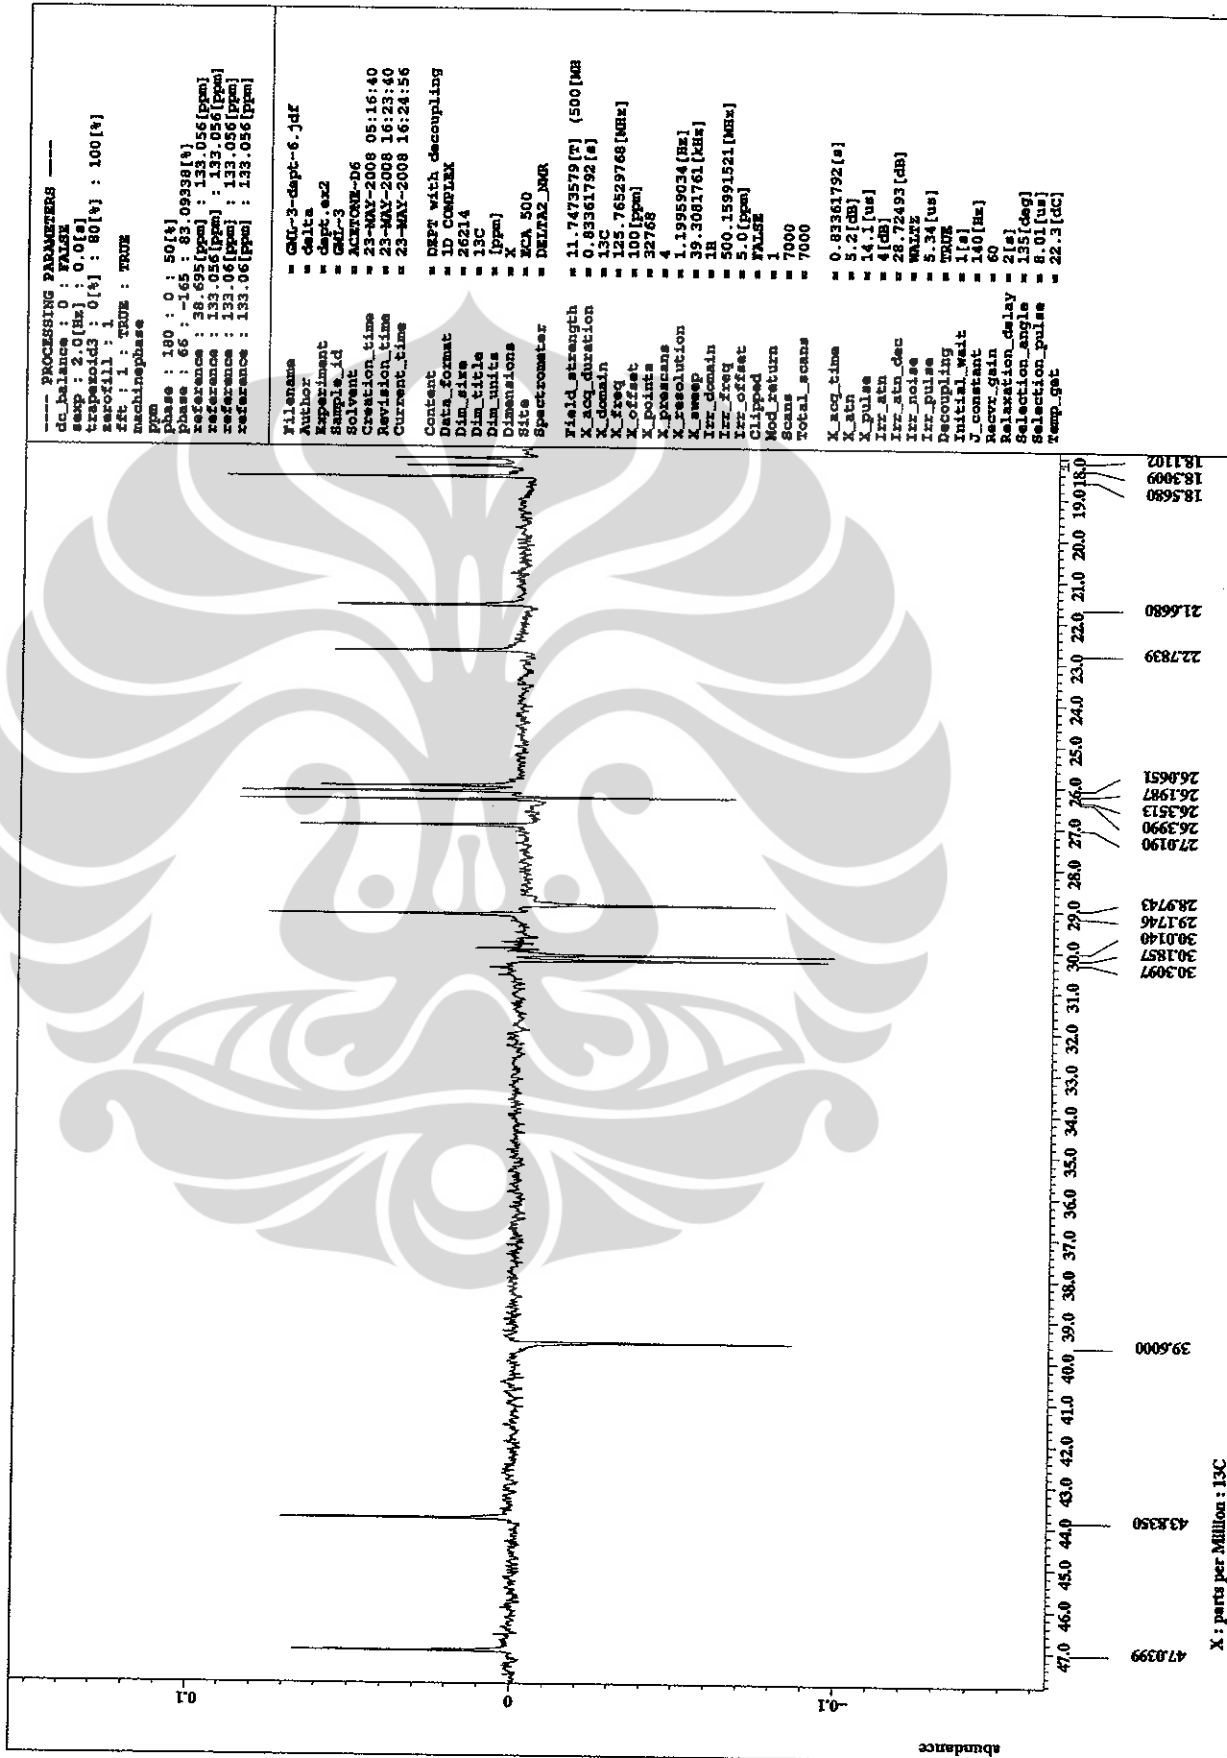 ---- PROCESSING PARAMETERS ----
dc_balance : 0 : FALSE
sexp : 2.0[Hz] : 0.0[s]
trapezoid3 : 0[%] : 80[%] : 100[%]
zerofill : 1
fft : 1 : TRUE : TRUE
machinephase
ppm
phase : 180 : 0 : 50[%]
phase : 66 : -165 : 83.09338[%]
reference : 38.695[ppm] : 133.056[ppm]
reference : 133.056[ppm] : 133.056[ppm]
reference : 133.06[ppm] : 133.056[ppm]
reference : 133.06[ppm] : 133.056[ppm]
Filename = GML-3-dept-6.jdf
Author = delta
Experiment = dept.ex2
Sample_id = GML-3
Solvent = ACETONE-D6
Creation_time = 23-MAY-2008 05:16:40
Revision_time = 23-MAY-2008 16:23:40
Current_time = 23-MAY-2008 16:24:56
Content = DEPT with decoupling
Data_format = 1D COMPLEX
Dim_size = 26214
Dim_title = 13C
Dim_units = [ppm]
Dimensions = X
Site = ECA 500
Spectrometer = DELTA2_NMR
Field_strength = 11.7473579[T] (500[MH
X_acq_duration = 0.83361792[s]
X_domain = 13C
X_freq = 125.76529768[MHz]
X_offset = 100[ppm]
X_points = 32768
X_prescans = 4
X_resolution = 1.19959034[Hz]
X_sweep = 39.3081761[kHz]
Irr_domain = 1H
Irr_freq = 500.15991521[MHz]
Irr_offset = 5.0[ppm]
Clipped = FALSE
Mod_return = 1
Scans = 7000
Total_scans = 7000
X_acq_time = 0.83361792[s]
X_atn = 5.2[dB]
X_pulse = 14.1[us]
Irr_atn = 4[dB]
Irr_atn_dec = 28.72493[dB]
Irr_noise = WALTZ
Irr_pulse = 5.34[us]
Decoupling = TRUE
Initial_wait = 1[s]
J_constant = 140[Hz]
Recvr_gain = 60
Relaxation_delay = 2[s]
Selection_angle = 135[deg]
Selection_pulse = 8.01[us]
Temp_get = 22.3[dC]
abundance
0.1
0
-0.1
47.0 46.0 45.0 44.0 43.0 42.0 41.0 40.0 39.0 38.0 37.0 36.0 35.0 34.0 33.0 32.0 31.0 30.0 29.0 28.0 27.0 26.0 25.0 24.0 23.0 22.0 21.0 20.0 19.0 18.0
47.0399
43.8350
39.6000
30.3097
30.1857
30.0140
29.1746
28.9743
27.0190
26.3990
26.3513
26.1987
26.0651
22.7839
21.6680
18.5680
18.3009
18.1102
X : parts per Million : 13C